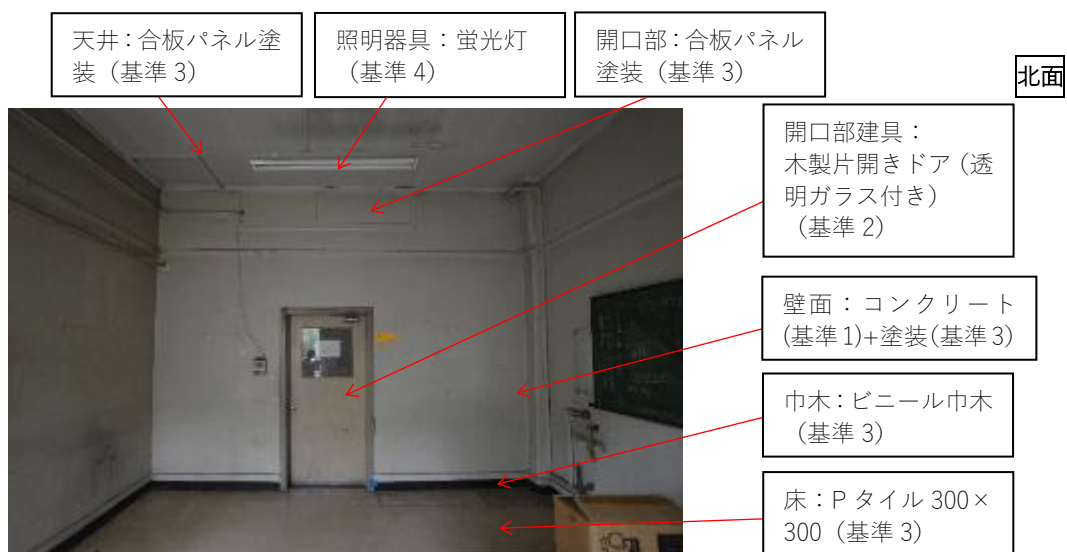 天井：合板パネル塗
装（基準 3）
照明器具：蛍光灯
（基準 4）
開口部：合板パネル
塗装（基準 3）
北面
開口部建具：
木製片開きドア（透
明ガラス付き）
（基準 2）
壁面：コンクリート
(基準 1)+塗装(基準 3)
巾木：ビニール巾木
（基準 3）
床：P タイル 300×
300（基準 3）